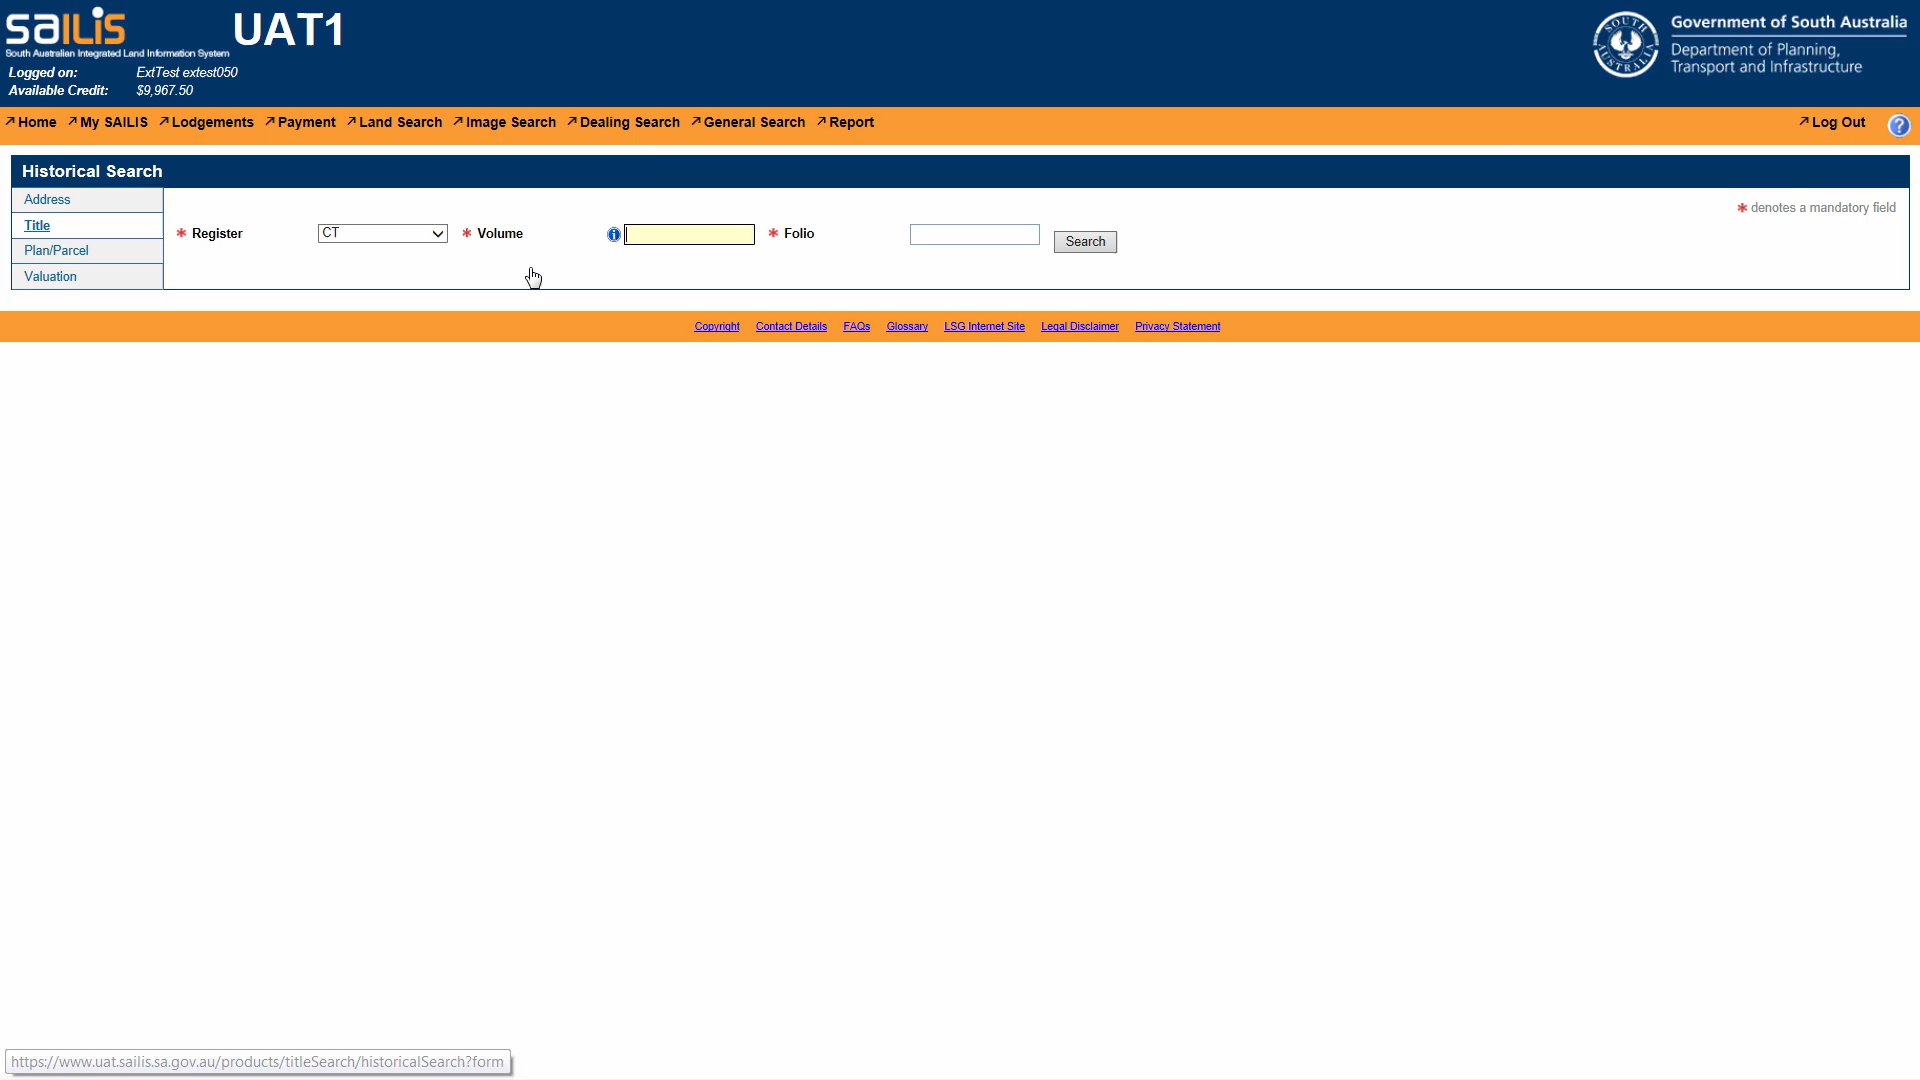 saILIS UAT1
South Australian Integrated Land Information System
Logged on: ExtTest extest050
Available Credit: $9,967.50
SOUTH AUSTRALIA
Government of South Australia
Department of Planning,
Transport and Infrastructure
Home My SAILIS Lodgements Payment Land Search Image Search Dealing Search General Search Report Log Out ?
Historical Search
Address
Title
Plan/Parcel
Valuation
* denotes a mandatory field
* Register CT * Volume i * Folio Search
Copyright Contact Details FAQs Glossary LSG Internet Site Legal Disclaimer Privacy Statement
https://www.uat.sailis.sa.gov.au/products/titleSearch/historicalSearch?form